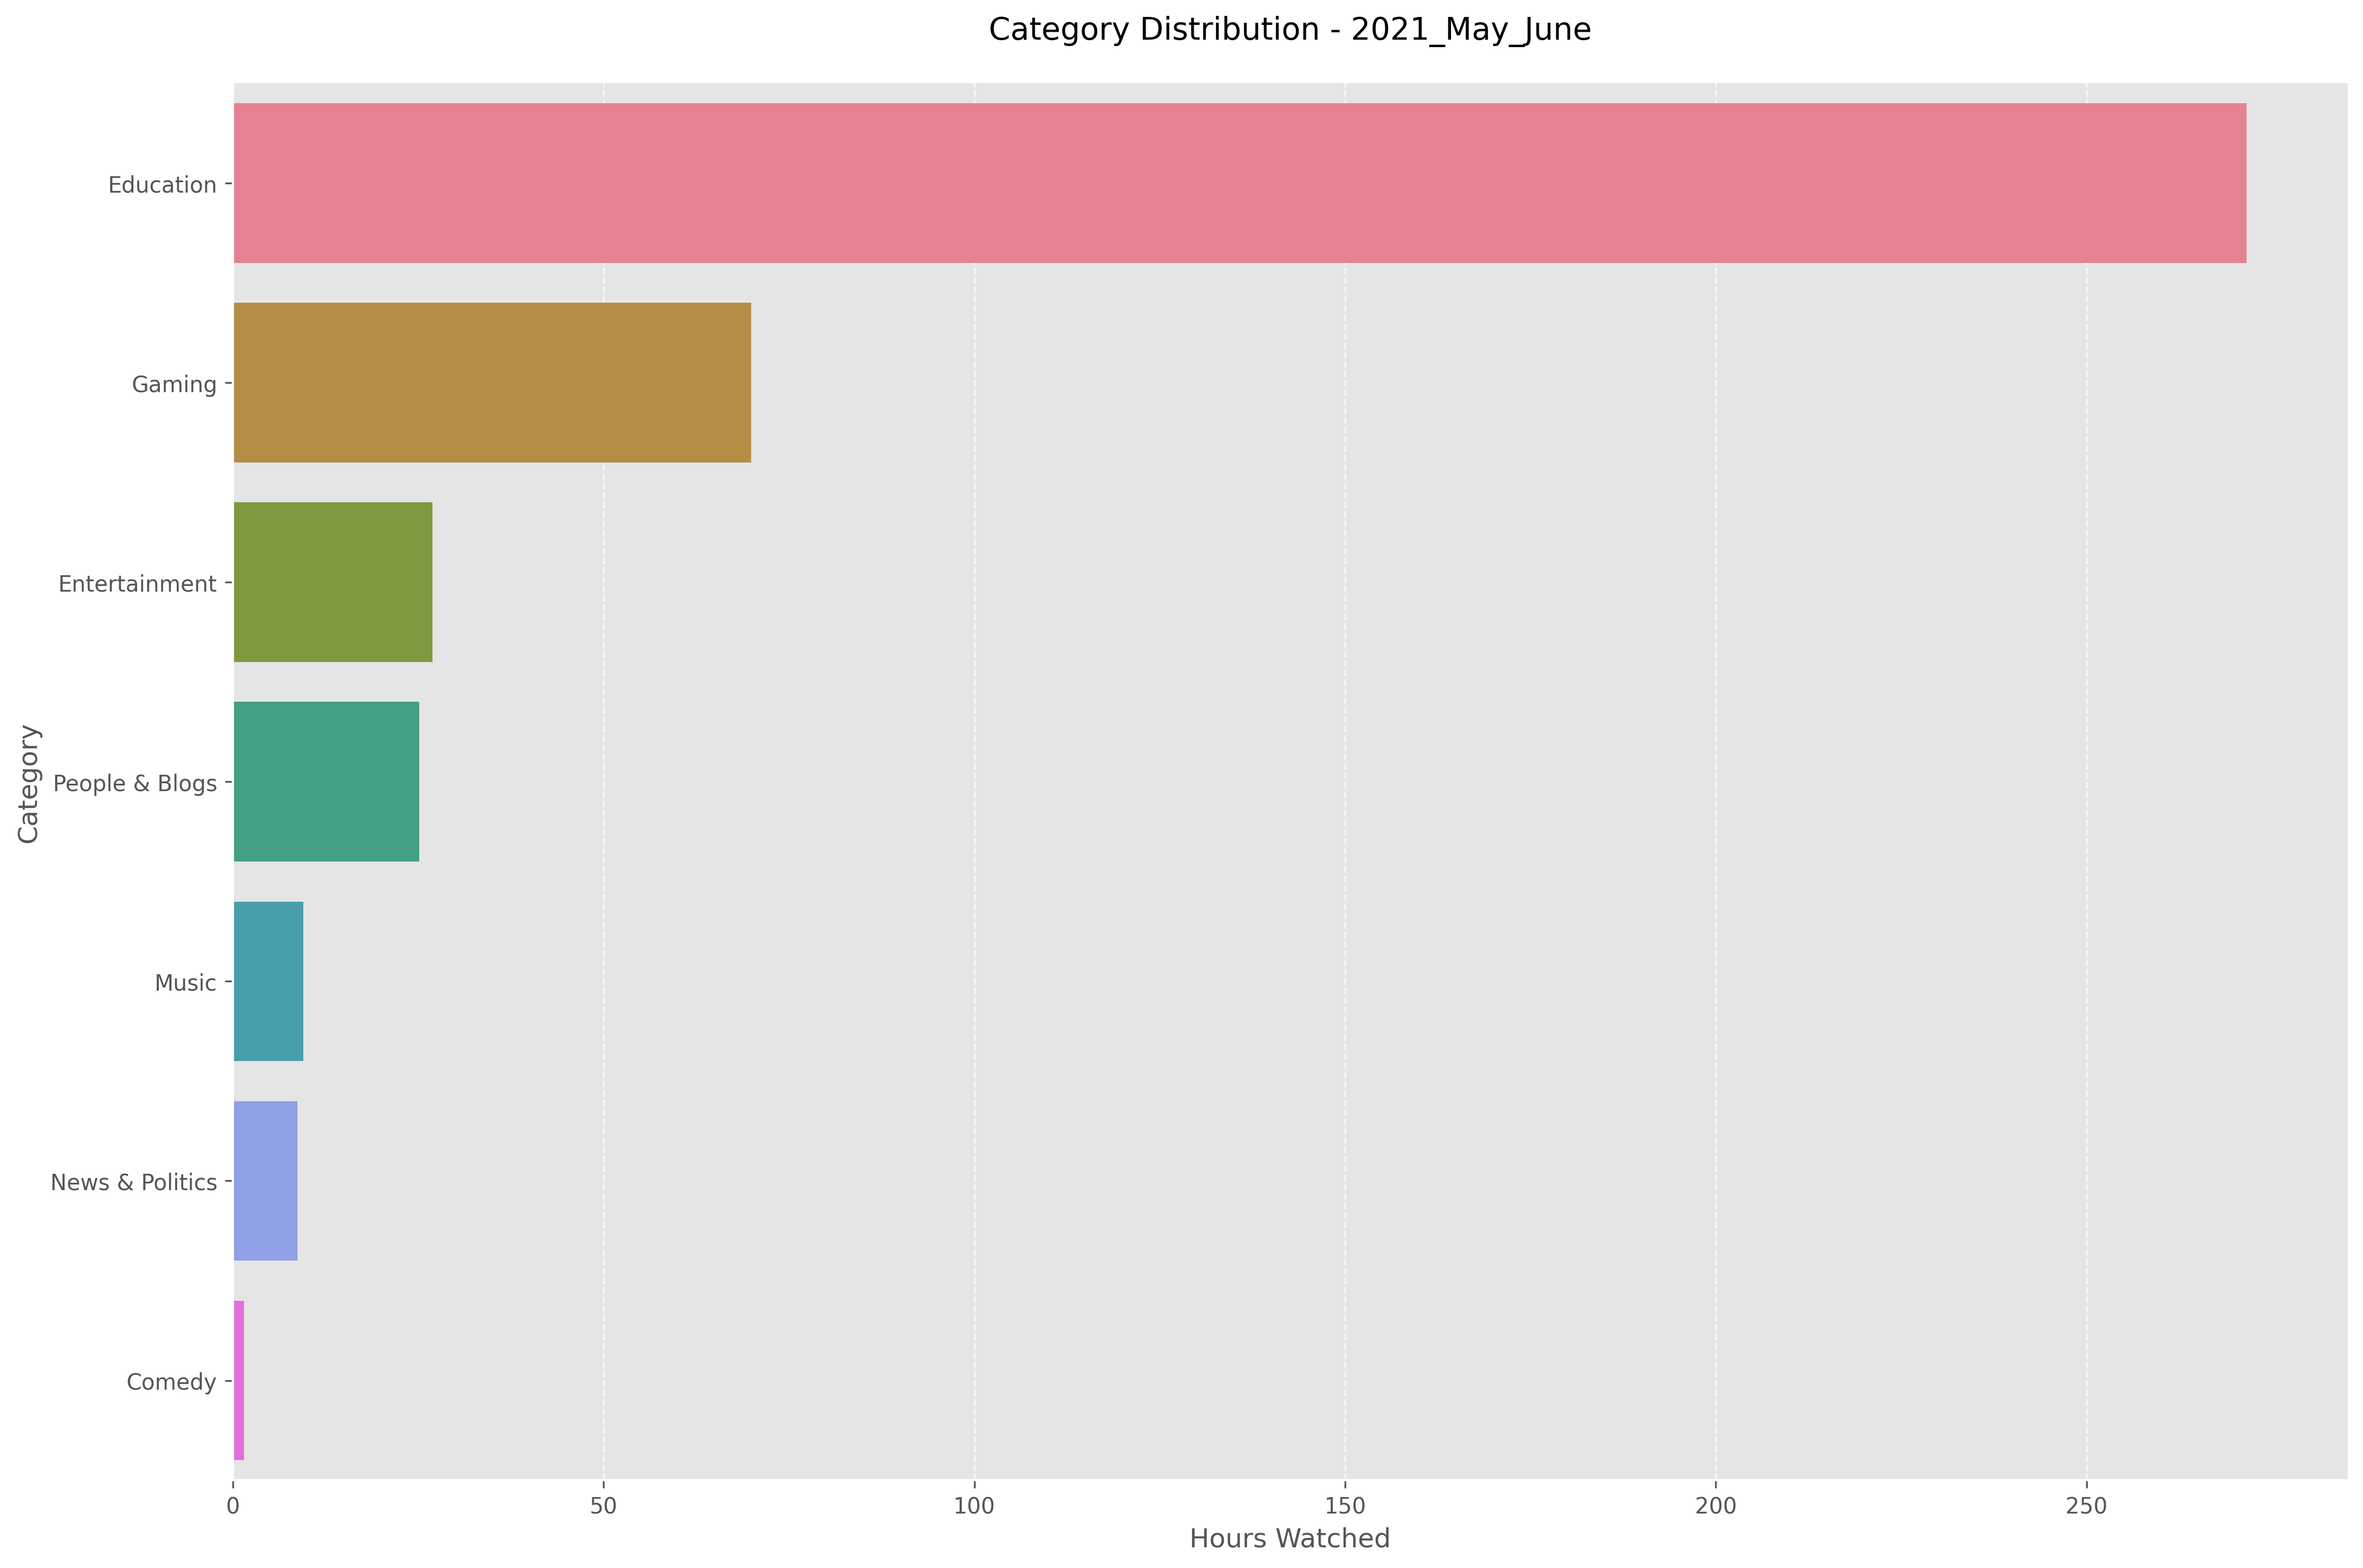 Category Distribution - 2021_May_June
Category
Education
Gaming
Entertainment
People & Blogs
Music
News & Politics
Comedy
0 50 100 150 200 250
Hours Watched